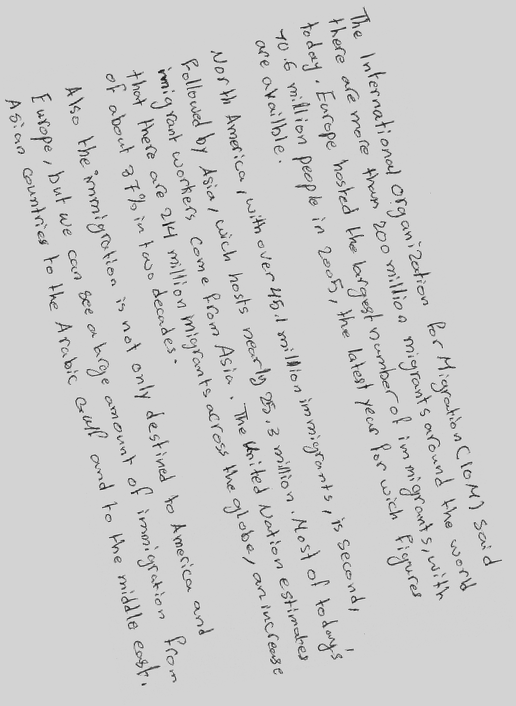 The International Organization for Migration (IOM) said
there are more than 200 million migrants around the world
today. Europe hosted the largest number of immigrants, with
70.6 million people in 2005, the latest year for wich figures
are availble.
North America, with over 45.1 million immigrants, is second,
followed by Asia, wich hosts nearly 25.3 million. Most of today's
imigrant workers come from Asia. The United Nation estimates
that there are 214 million migrants across the globe, an increase
of about 37% in two decades.
Also the immigration is not only destined to America and
Europe, but we can see a large amount of immigration from
Asian countries to the Arabic Gulf and to the middle east.